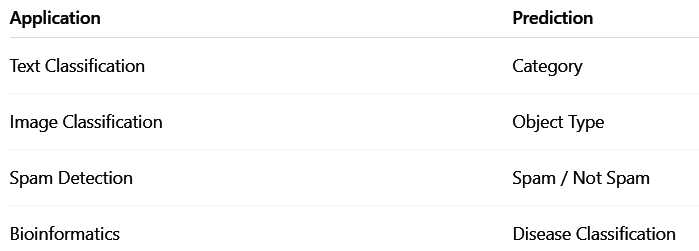 Application Prediction
Text Classification Category
Image Classification Object Type
Spam Detection Spam / Not Spam
Bioinformatics Disease Classification